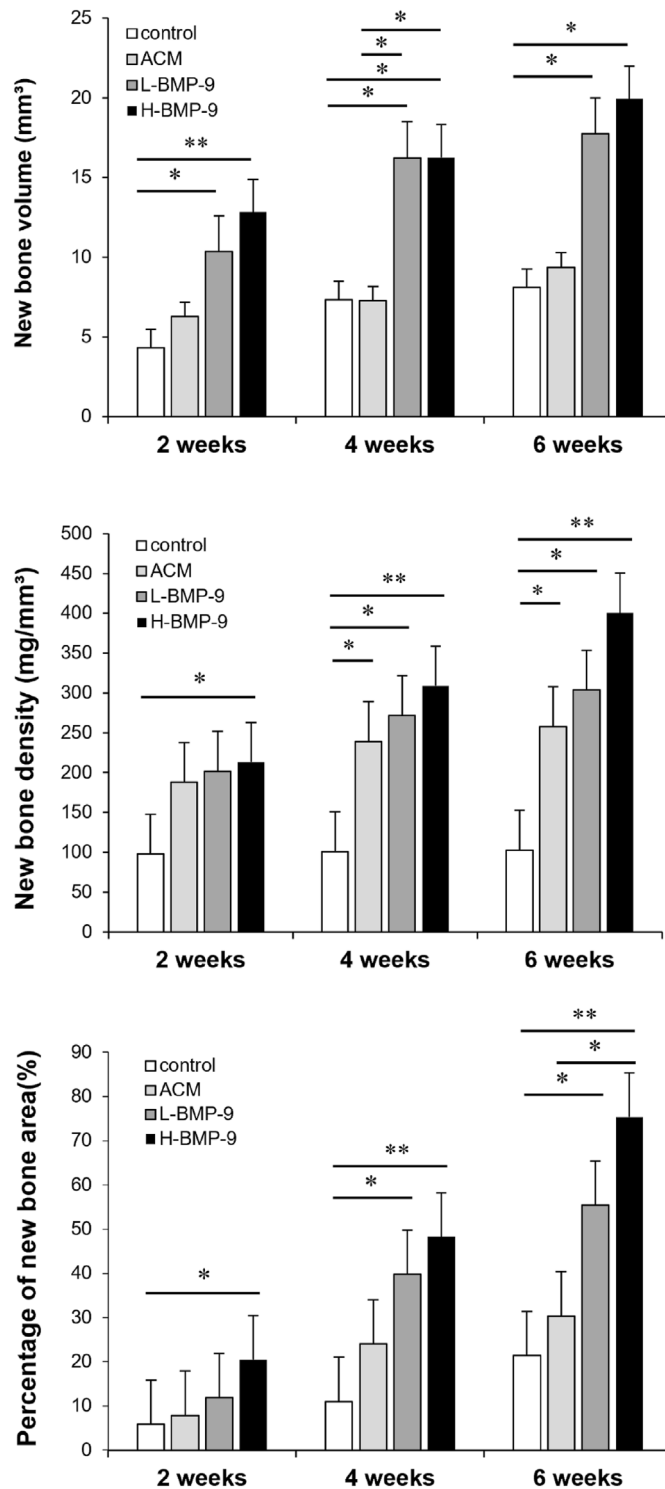 New bone volume (mm³)
25
20
15
10
5
0
control
ACM
L-BMP-9
H-BMP-9
**
*
*
*
*
*
*
*
2 weeks
4 weeks
6 weeks
New bone density (mg/mm³)
500
450
400
350
300
250
200
150
100
50
0
control
ACM
L-BMP-9
H-BMP-9
*
**
*
*
**
*
*
2 weeks
4 weeks
6 weeks
Percentage of new bone area(%)
90
80
70
60
50
40
30
20
10
0
control
ACM
L-BMP-9
H-BMP-9
*
**
*
**
*
*
2 weeks
4 weeks
6 weeks